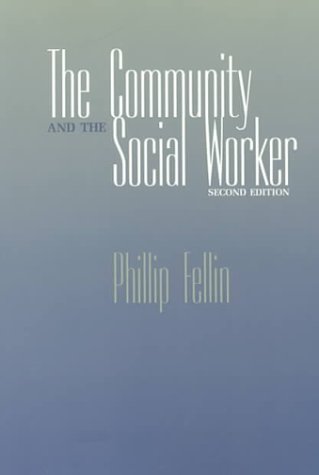 The Community
AND THE
Social Worker
SECOND EDITION
Phillip Fellin